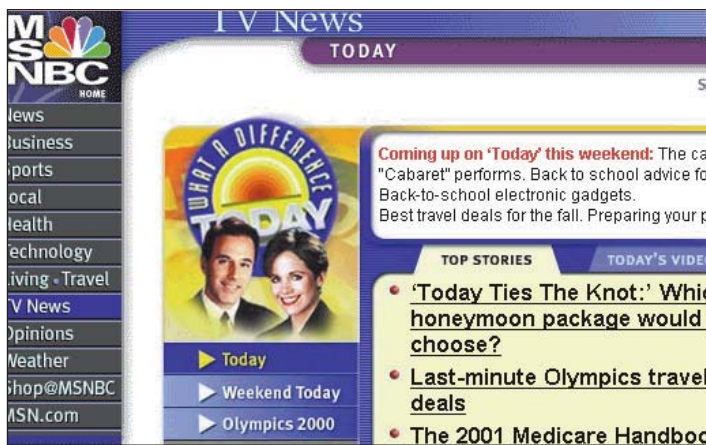 TV News
TODAY
MSNBC
HOME
News
Business
Sports
Local
Health
Technology
Living • Travel
TV News
Opinions
Weather
Shop@MSNBC
MSN.com
WHAT A DIFFERENCE
TODAY
Today
Weekend Today
Olympics 2000
Coming up on 'Today' this weekend: The ca
"Cabaret" performs. Back to school advice fo
Back-to-school electronic gadgets.
Best travel deals for the fall. Preparing your p
TOP STORIES
TODAY'S VIDEO
• 'Today Ties The Knot:' Whic
honeymoon package would
choose?
• Last-minute Olympics travel
deals
• The 2001 Medicare Handboo